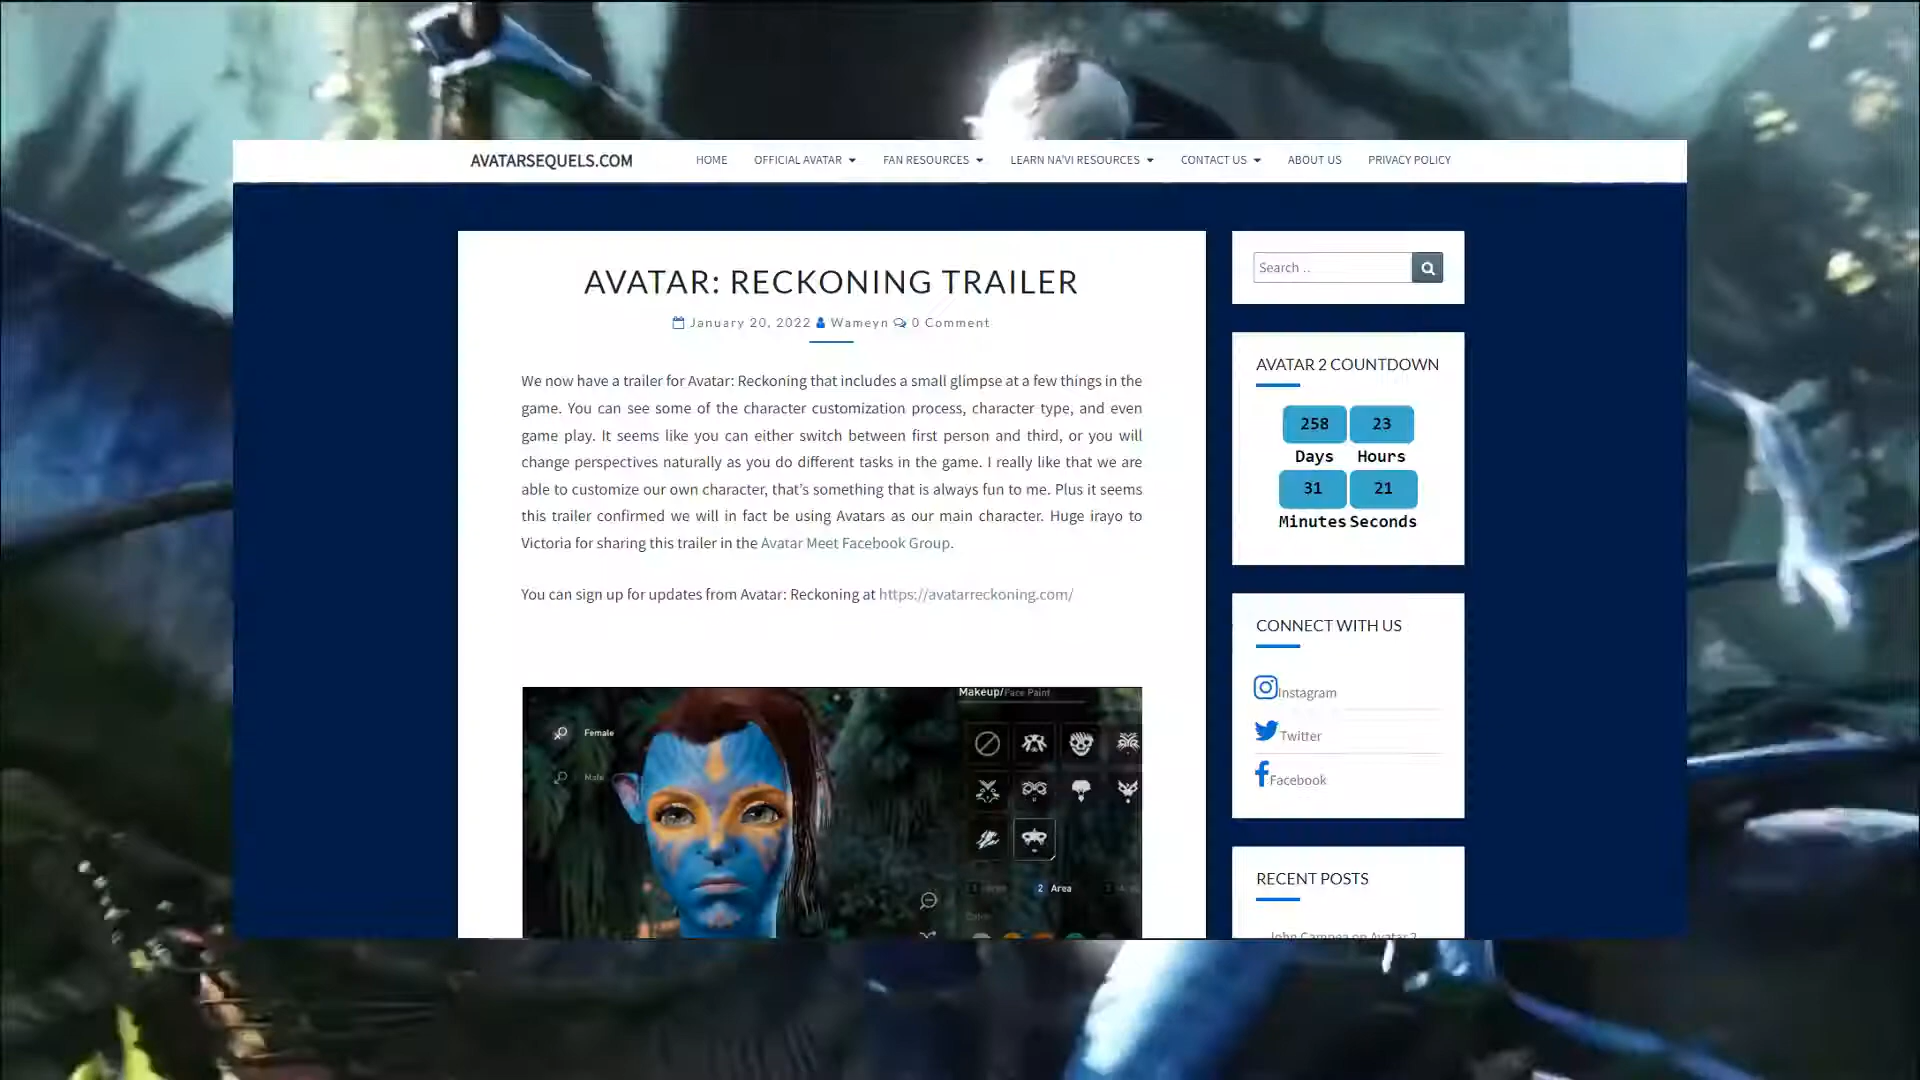 AVATARSEQUELS.COM
HOME
OFFICIAL AVATAR
FAN RESOURCES
LEARN NA'VI RESOURCES
CONTACT US
ABOUT US
PRIVACY POLICY
AVATAR: RECKONING TRAILER
January 20, 2022 Wameyn 0 Comment
We now have a trailer for Avatar: Reckoning that includes a small glimpse at a few things in the
game. You can see some of the character customization process, character type, and even
game play. It seems like you can either switch between first person and third, or you will
change perspectives naturally as you do different tasks in the game. I really like that we are
able to customize our own character, that's something that is always fun to me. Plus it seems
this trailer confirmed we will in fact be using Avatars as our main character. Huge irayo to
Victoria for sharing this trailer in the Avatar Meet Facebook Group.
You can sign up for updates from Avatar: Reckoning at https://avatarreckoning.com/
Makeup/Face Paint
Female
Male
2 Area
Search ..
AVATAR 2 COUNTDOWN
258 23
Days Hours
31 21
Minutes Seconds
CONNECT WITH US
Instagram
Twitter
Facebook
RECENT POSTS
John Campea on Avatar 2